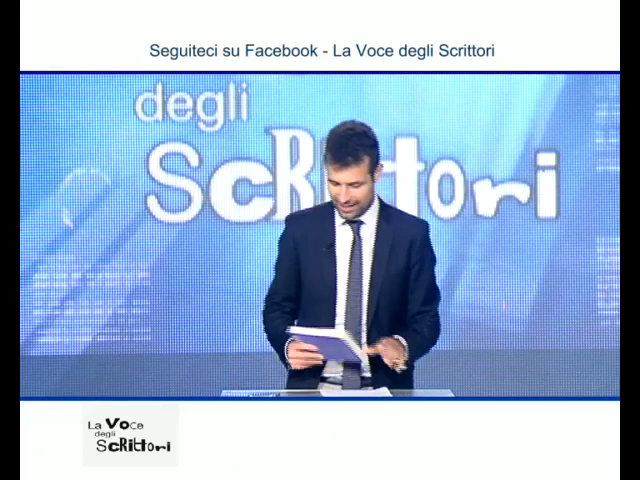 Seguiteci su Facebook - La Voce degli Scrittori
degli
ScRittori
La Voce
degli
ScRittori